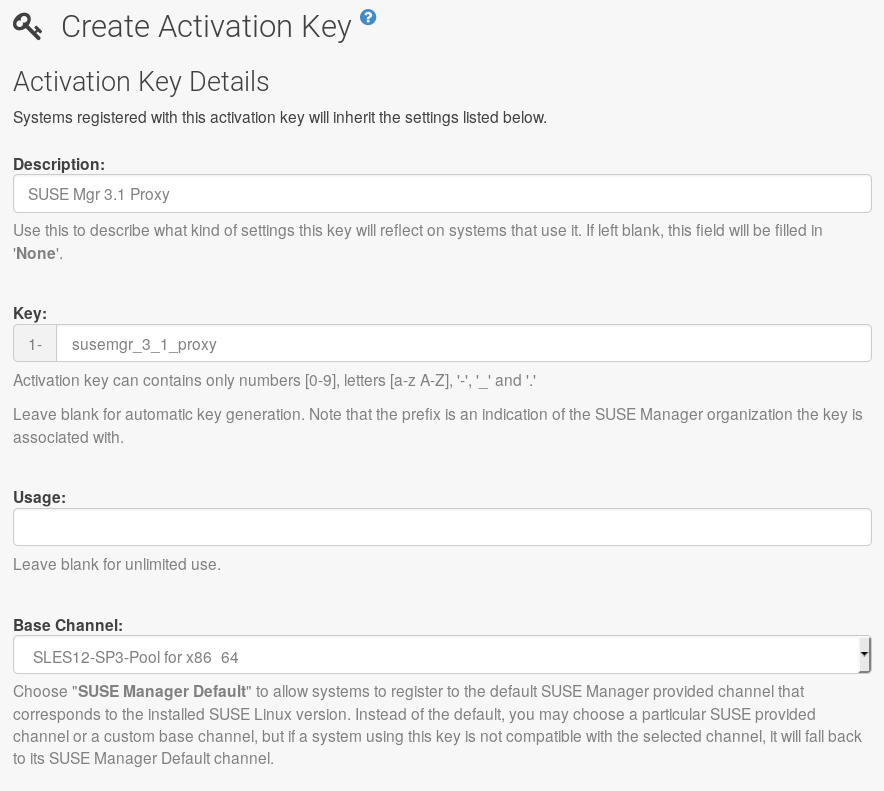 Create Activation Key ?
Activation Key Details
Systems registered with this activation key will inherit the settings listed below.
Description:
SUSE Mgr 3.1 Proxy
Use this to describe what kind of settings this key will reflect on systems that use it. If left blank, this field will be filled in
'None'.
Key:
1- susemgr_3_1_proxy
Activation key can contains only numbers [0-9], letters [a-z A-Z], '-', '_' and '.'
Leave blank for automatic key generation. Note that the prefix is an indication of the SUSE Manager organization the key is
associated with.
Usage:
Leave blank for unlimited use.
Base Channel:
SLES12-SP3-Pool for x86_64
Choose "SUSE Manager Default" to allow systems to register to the default SUSE Manager provided channel that
corresponds to the installed SUSE Linux version. Instead of the default, you may choose a particular SUSE provided
channel or a custom base channel, but if a system using this key is not compatible with the selected channel, it will fall back
to its SUSE Manager Default channel.